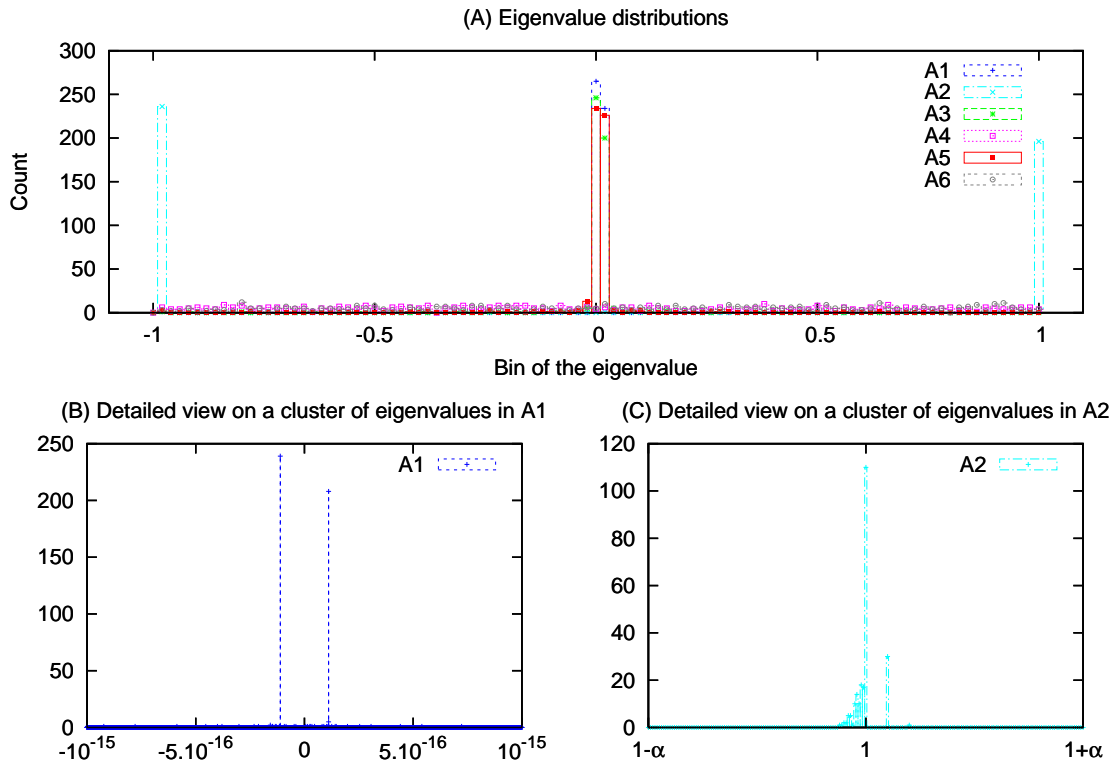 (A) Eigenvalue distributions
300
250
200
150
100
50
0
Count
-1
-0.5
0
0.5
1
Bin of the eigenvalue
A1
A2
A3
A4
A5
A6
(B) Detailed view on a cluster of eigenvalues in A1
250
200
150
100
50
0
A1
-10^-15
-5.10^-16
0
5.10^-16
10^-15
(C) Detailed view on a cluster of eigenvalues in A2
120
100
80
60
40
20
0
A2
1-α
1
1+α